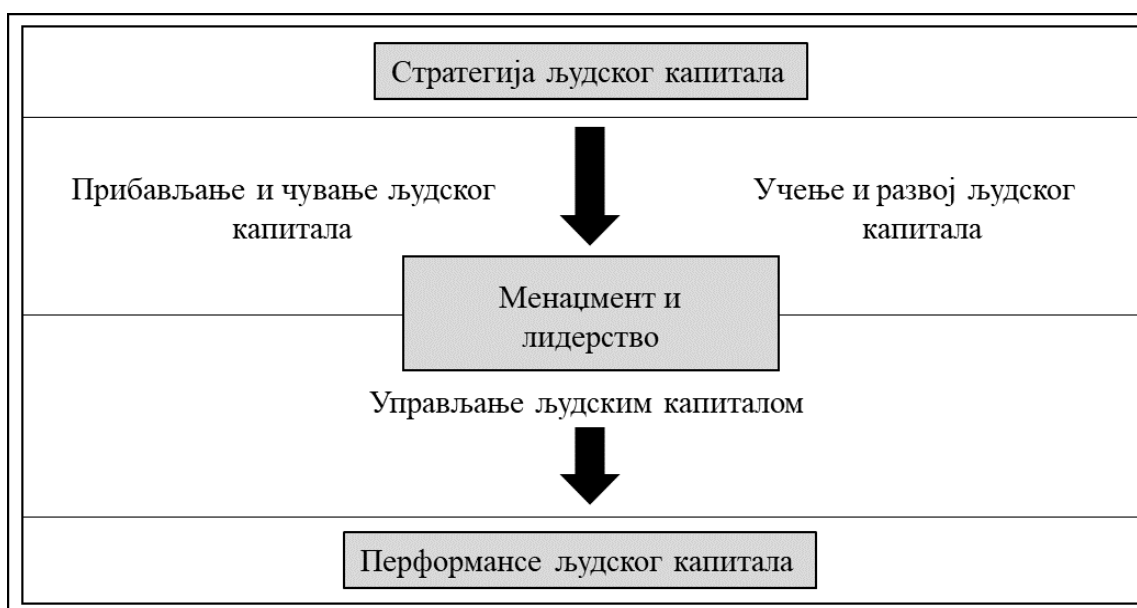 Стратегија људског капитала
Прибављање и чување људског
капитала
Учење и развој људског
капитала
Менаџмент и
лидерство
Управљање људским капиталом
Перформансе људског капитала